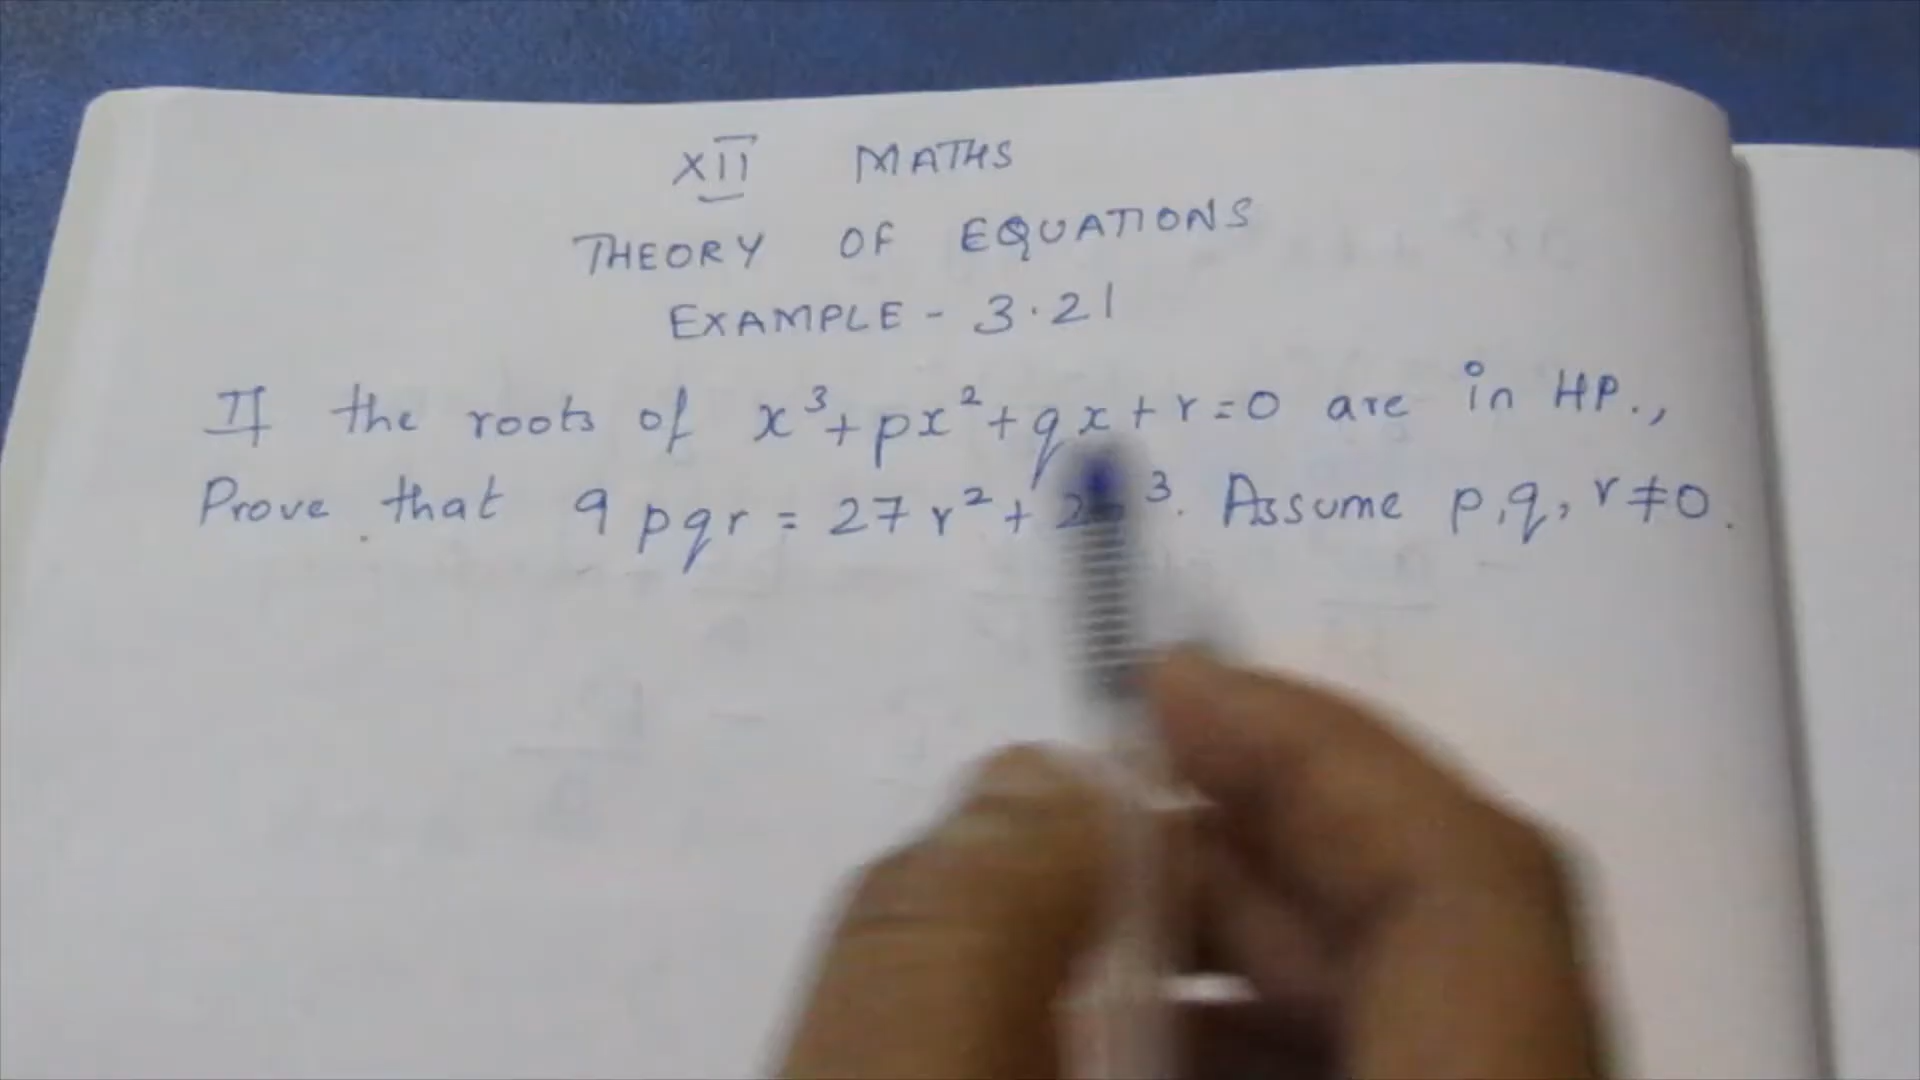 XII MATHS
THEORY OF EQUATIONS
EXAMPLE - 3.21
If the roots of x³+px²+qx+r=0 are in HP.,
Prove that 9pqr = 27r²+2 ³. Assume p,q,r≠0.